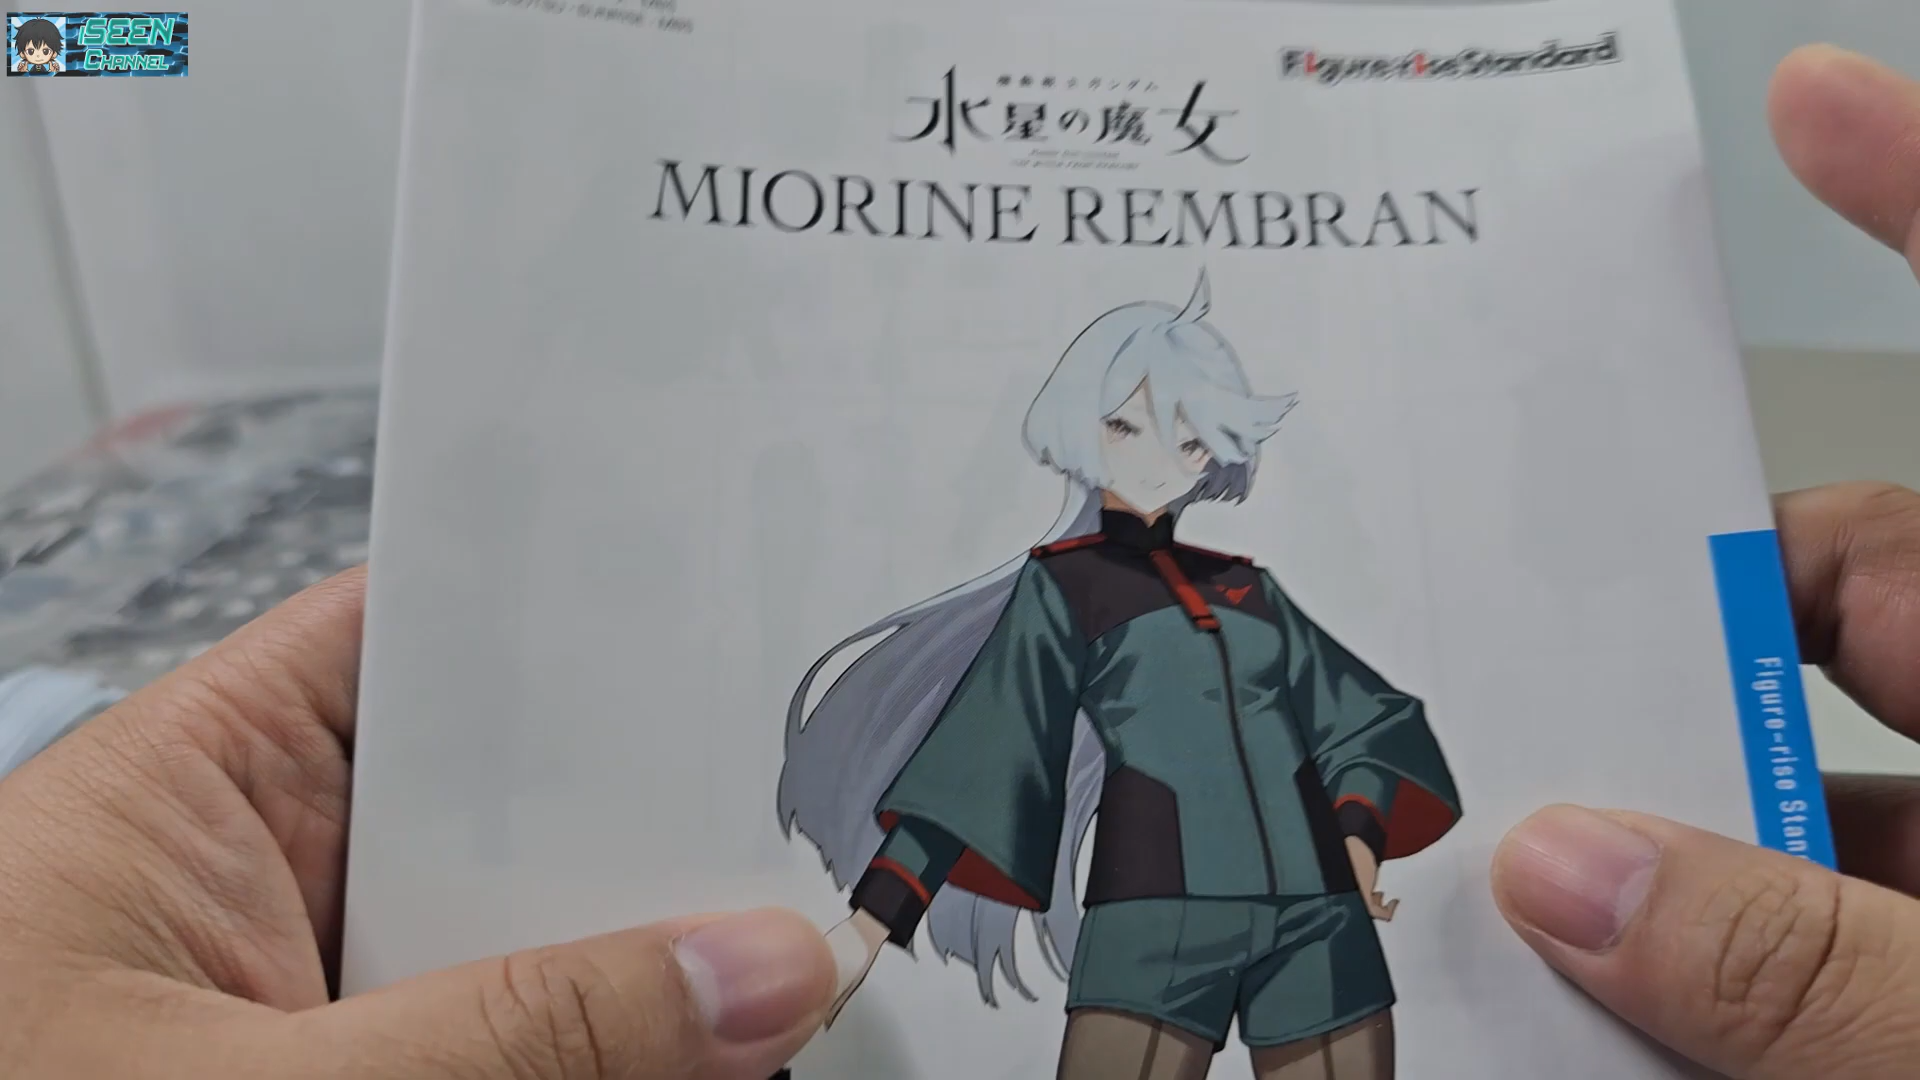 iSEEN
CHANNEL
Figure-riseStandard
水星の魔女
MIORINE REMBRAN
Figure-rise Stan